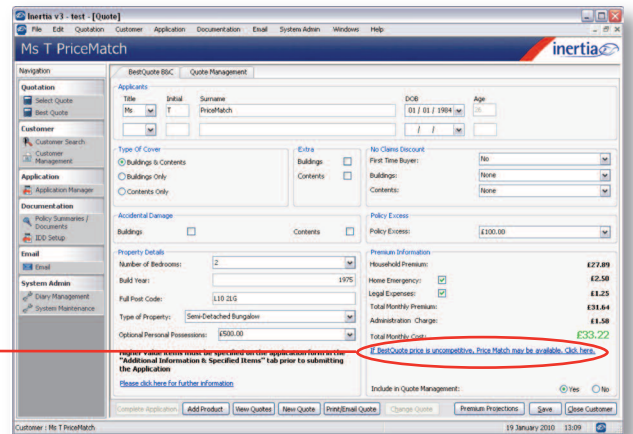 Inertia v3 - test - [Quote]
File Edit Quotation Customer Application Documentation Email System Admin Windows Help
Ms T PriceMatch
inertia
Navigation
BestQuote B&C Quote Management
Quotation
Select Quote
Best Quote
Customer
Customer Search
Customer Management
Application
Application Manager
Documentation
Policy Summaries / Documents
IDD Setup
Email
Email
System Admin
Diary Management
System Maintenance
Applicants
Title Initial Surname DOB Age
Ms T PriceMatch 01 / 01 / 1984
/ /
Type Of Cover
Buildings & Contents
Buildings Only
Contents Only
Extra
Buildings
Contents
No Claims Discount
First Time Buyer: No
Buildings: None
Contents: None
Accidental Damage
Buildings Contents
Policy Excess
Policy Excess: £100.00
Property Details
Number of Bedrooms: 2
Build Year: 1975
Full Post Code: L10 2LG
Type of Property: Semi-Detached Bungalow
Optional Personal Possessions: £500.00
Higher Value items must be specified on the application form in the
"Additional Information & Specified Items" tab prior to submitting
the Application
Please click here for further information
Premium Information
Household Premium: £27.89
Home Emergency: £2.50
Legal Expenses: £1.25
Total Monthly Premium: £31.64
Administration Charge: £1.58
Total Monthly Cost: £33.22
If BestQuote price is uncompetitive, Price Match may be available. Click here.
Include in Quote Management: Yes No
Complete Application Add Product View Quotes New Quote Print/Email Quote Change Quote Premium Projections Save Close Customer
Customer : Ms T PriceMatch 19 January 2010 13:09